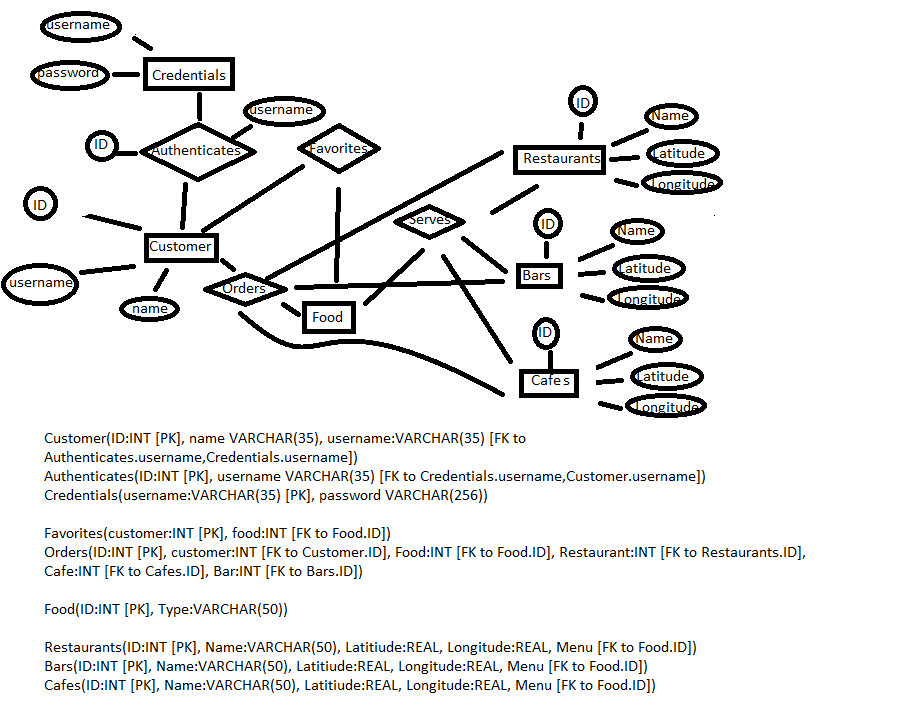 username
Credentials
password
username
ID
Authenticates
Favorites
ID
Restaurants
Name
Latitude
Longitude
ID
Customer
username
name
Serves
Orders
Food
ID
Bars
Name
Latitude
Longitude
ID
Cafes
Name
Latitude
Longitude
Customer(ID:INT [PK], name VARCHAR(35), username:VARCHAR(35) [FK to
Authenticates.username,Credentials.username])
Authenticates(ID:INT [PK], username VARCHAR(35) [FK to Credentials.username,Customer.username])
Credentials(username:VARCHAR(35) [PK], password VARCHAR(256))
Favorites(customer:INT [PK], food:INT [FK to Food.ID])
Orders(ID:INT [PK], customer:INT [FK to Customer.ID], Food:INT [FK to Food.ID], Restaurant:INT [FK to Restaurants.ID],
Cafe:INT [FK to Cafes.ID], Bar:INT [FK to Bars.ID])
Food(ID:INT [PK], Type:VARCHAR(50))
Restaurants(ID:INT [PK], Name:VARCHAR(50), Latitiude:REAL, Longitude:REAL, Menu [FK to Food.ID])
Bars(ID:INT [PK], Name:VARCHAR(50), Latitiude:REAL, Longitude:REAL, Menu [FK to Food.ID])
Cafes(ID:INT [PK], Name:VARCHAR(50), Latitiude:REAL, Longitude:REAL, Menu [FK to Food.ID])